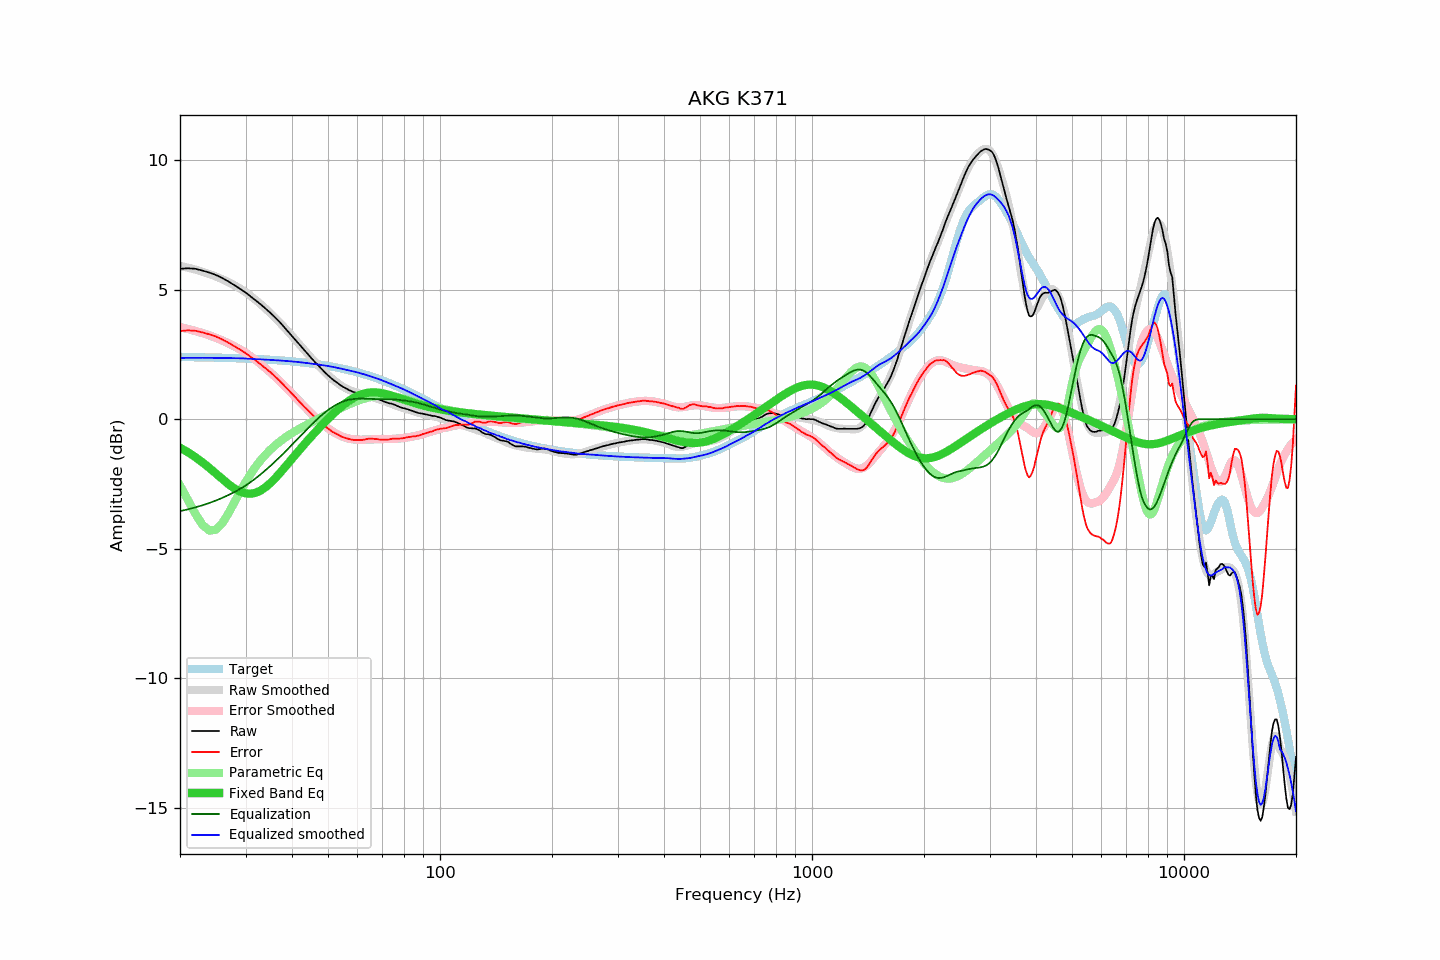 AKG K371
10
5
0
−5
−10
−15
Amplitude (dBr)
Target
Raw Smoothed
Error Smoothed
Raw
Error
Parametric Eq
Fixed Band Eq
Equalization
Equalized smoothed
100
1000
10000
Frequency (Hz)